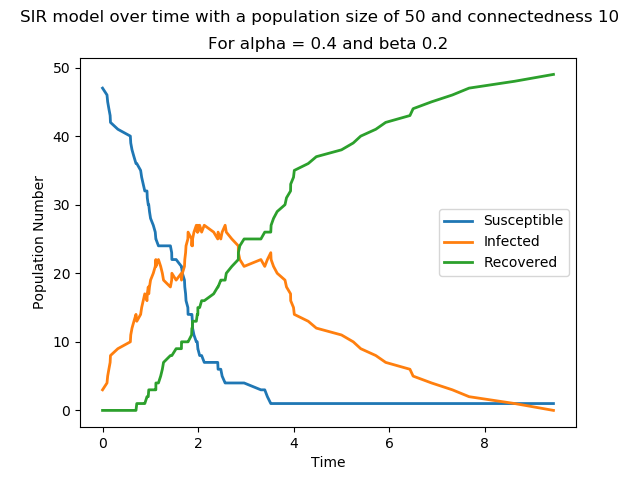 SIR model over time with a population size of 50 and connectedness 10
For alpha = 0.4 and beta 0.2
50
40
30
20
10
0
Population Number
Susceptible
Infected
Recovered
0 2 4 6 8
Time